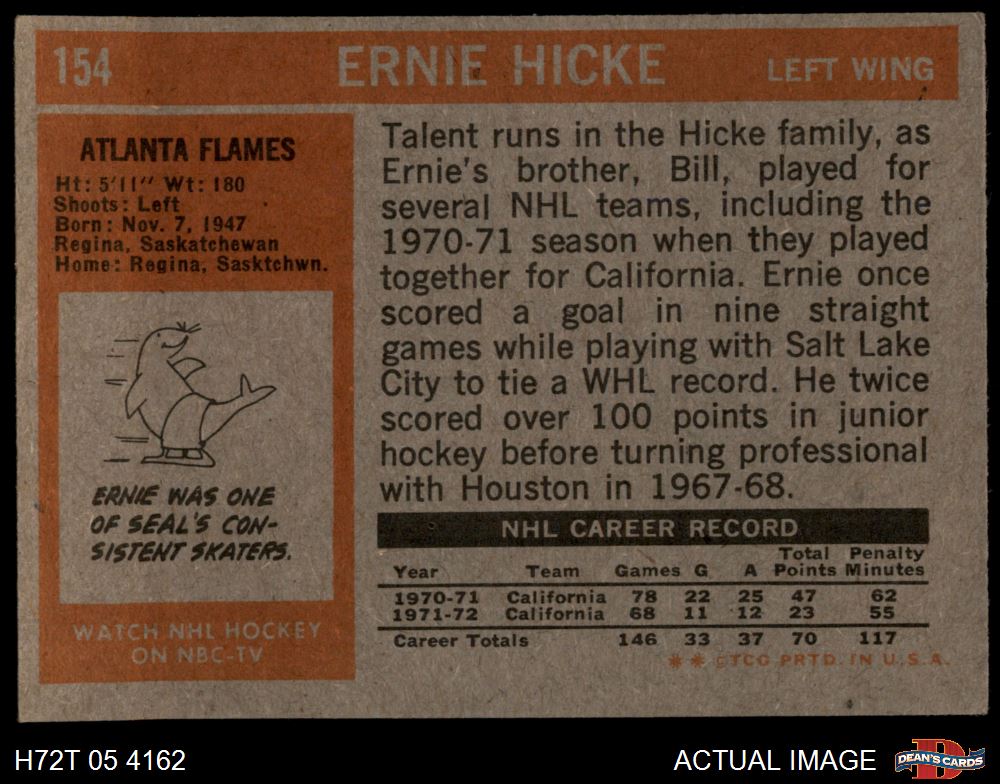 154 ERNIE HICKE LEFT WING
ATLANTA FLAMES
Ht: 5'11" Wt: 180
Shoots: Left
Born: Nov. 7, 1947
Regina, Saskatchewan
Home: Regina, Sasktchwn.
ERNIE WAS ONE
OF SEAL'S CON-
SISTENT SKATERS.
WATCH NHL HOCKEY
ON NBC-TV
Talent runs in the Hicke family, as
Ernie's brother, Bill, played for
several NHL teams, including the
1970-71 season when they played
together for California. Ernie once
scored a goal in nine straight
games while playing with Salt Lake
City to tie a WHL record. He twice
scored over 100 points in junior
hockey before turning professional
with Houston in 1967-68.
NHL CAREER RECORD
Total Penalty
Year Team Games G A Points Minutes
1970-71 California 78 22 25 47 62
1971-72 California 68 11 12 23 55
Career Totals 146 33 37 70 117
* * ©TCG PRTD. IN U.S.A.
H72T 05 4162 ACTUAL IMAGE DEAN'S CARDS